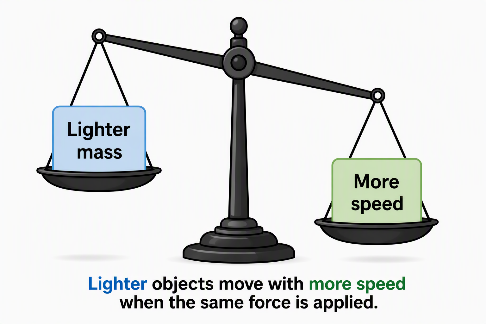 Lighter
mass
More
speed
Lighter objects move with more speed
when the same force is applied.